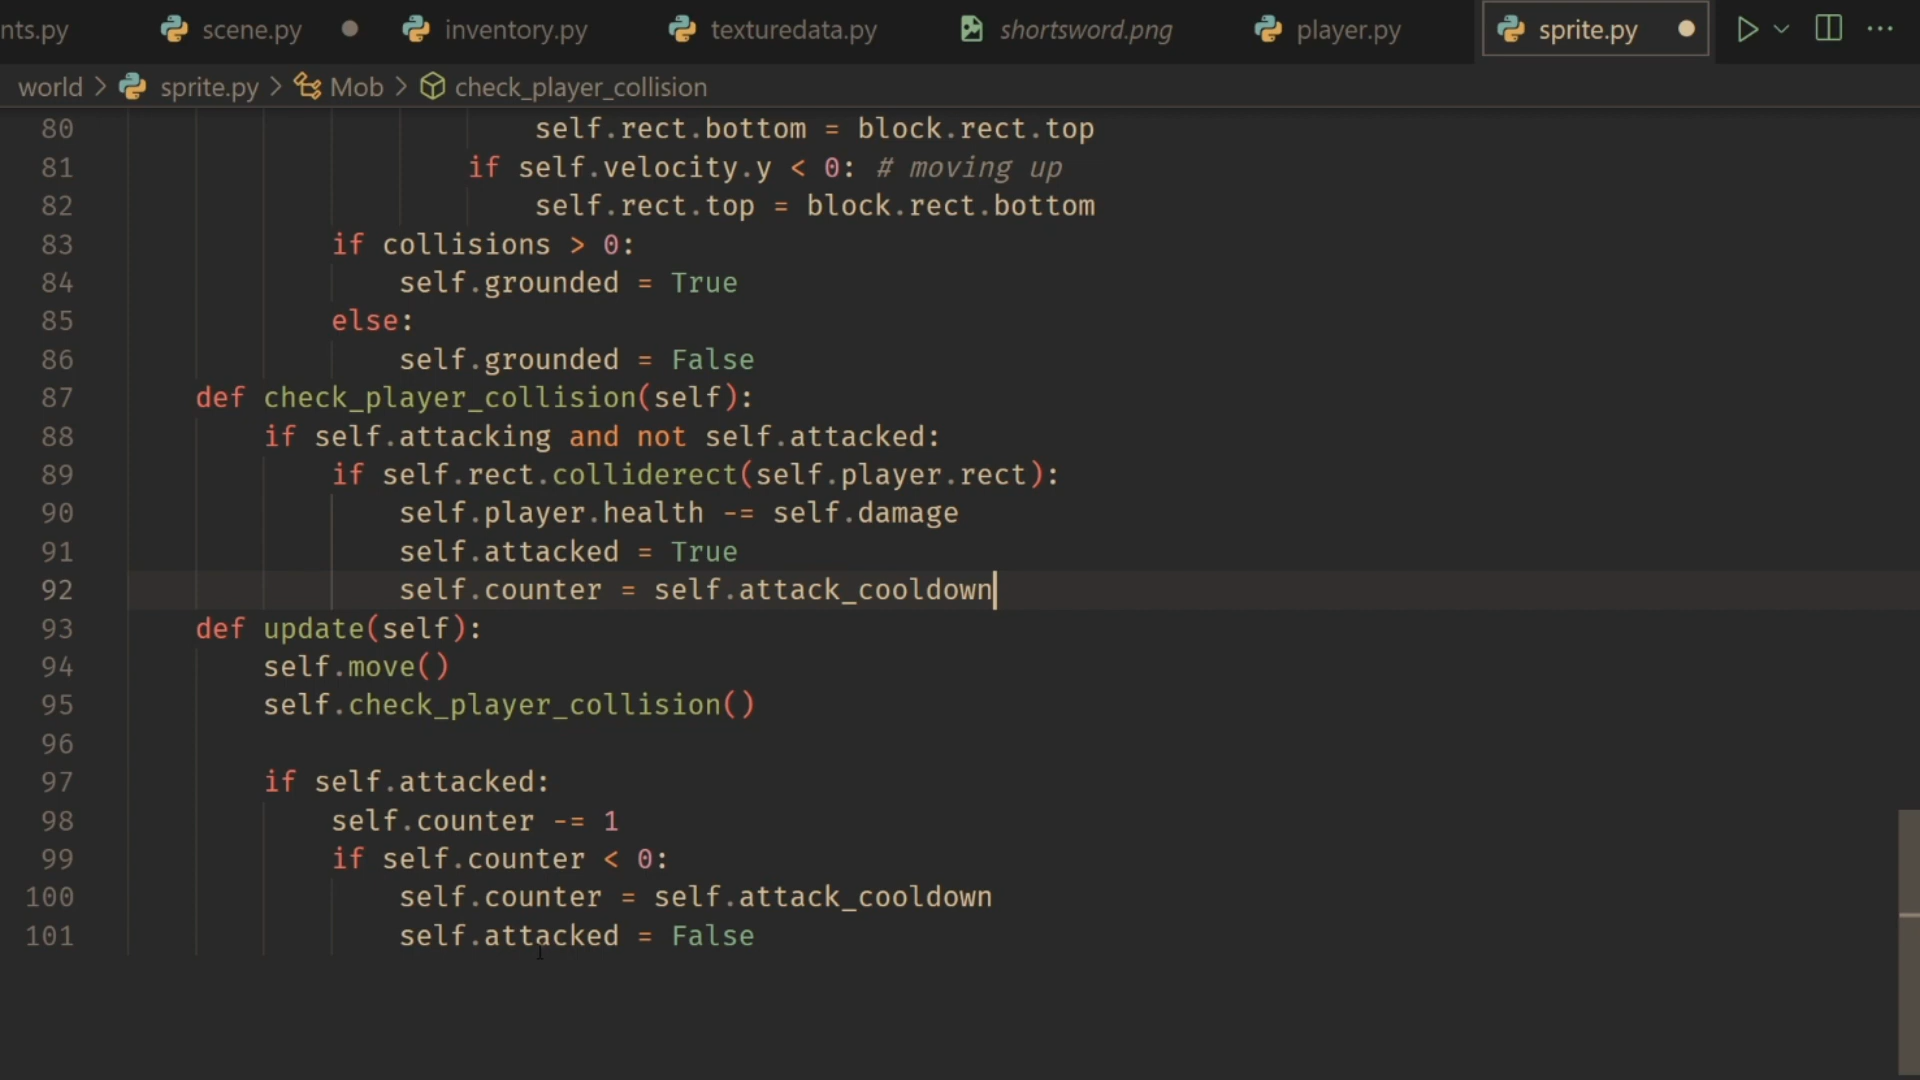 nts.py scene.py inventory.py texturedata.py shortsword.png player.py sprite.py
world > sprite.py > Mob > check_player_collision
80 self.rect.bottom = block.rect.top
81 if self.velocity.y < 0: # moving up
82 self.rect.top = block.rect.bottom
83 if collisions > 0:
84 self.grounded = True
85 else:
86 self.grounded = False
87 def check_player_collision(self):
88 if self.attacking and not self.attacked:
89 if self.rect.colliderect(self.player.rect):
90 self.player.health -= self.damage
91 self.attacked = True
92 self.counter = self.attack_cooldown
93 def update(self):
94 self.move()
95 self.check_player_collision()
96
97 if self.attacked:
98 self.counter -= 1
99 if self.counter < 0:
100 self.counter = self.attack_cooldown
101 self.attacked = False